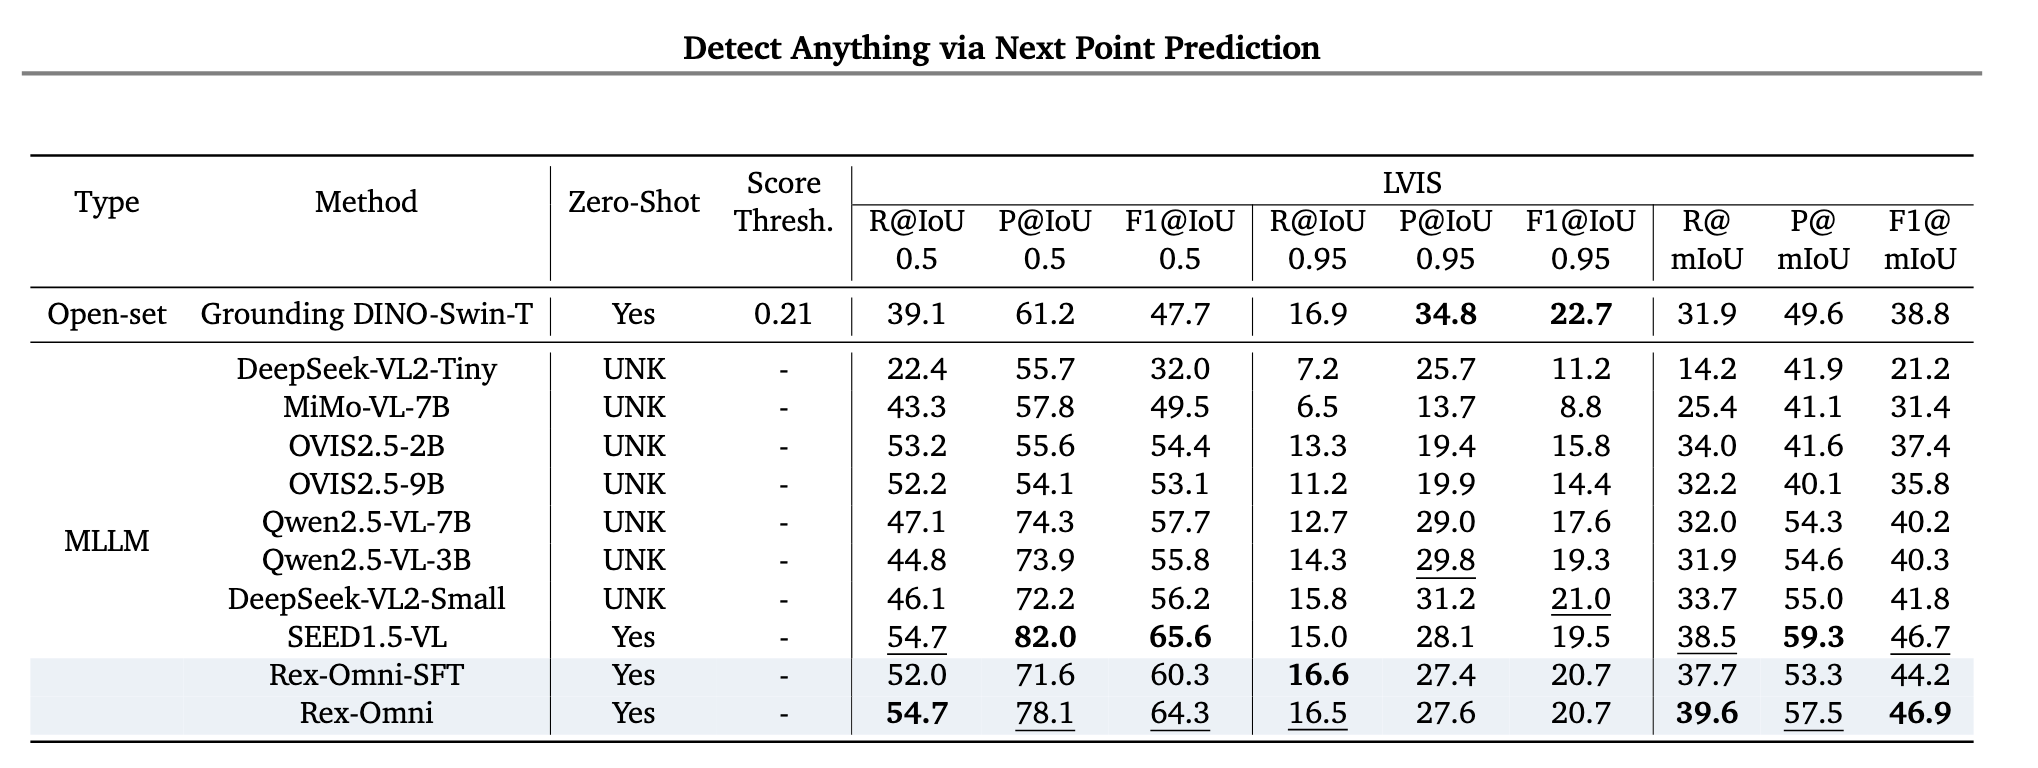 Detect Anything via Next Point Prediction
Type Method Zero-Shot Score Thresh. LVIS
R@IoU 0.5 P@IoU 0.5 F1@IoU 0.5 R@IoU 0.95 P@IoU 0.95 F1@IoU 0.95 R@ mIoU P@ mIoU F1@ mIoU
Open-set Grounding DINO-Swin-T Yes 0.21 39.1 61.2 47.7 16.9 34.8 22.7 31.9 49.6 38.8
MLLM
DeepSeek-VL2-Tiny UNK - 22.4 55.7 32.0 7.2 25.7 11.2 14.2 41.9 21.2
MiMo-VL-7B UNK - 43.3 57.8 49.5 6.5 13.7 8.8 25.4 41.1 31.4
OVIS2.5-2B UNK - 53.2 55.6 54.4 13.3 19.4 15.8 34.0 41.6 37.4
OVIS2.5-9B UNK - 52.2 54.1 53.1 11.2 19.9 14.4 32.2 40.1 35.8
Qwen2.5-VL-7B UNK - 47.1 74.3 57.7 12.7 29.0 17.6 32.0 54.3 40.2
Qwen2.5-VL-3B UNK - 44.8 73.9 55.8 14.3 29.8 19.3 31.9 54.6 40.3
DeepSeek-VL2-Small UNK - 46.1 72.2 56.2 15.8 31.2 21.0 33.7 55.0 41.8
SEED1.5-VL Yes - 54.7 82.0 65.6 15.0 28.1 19.5 38.5 59.3 46.7
Rex-Omni-SFT Yes - 52.0 71.6 60.3 16.6 27.4 20.7 37.7 53.3 44.2
Rex-Omni Yes - 54.7 78.1 64.3 16.5 27.6 20.7 39.6 57.5 46.9